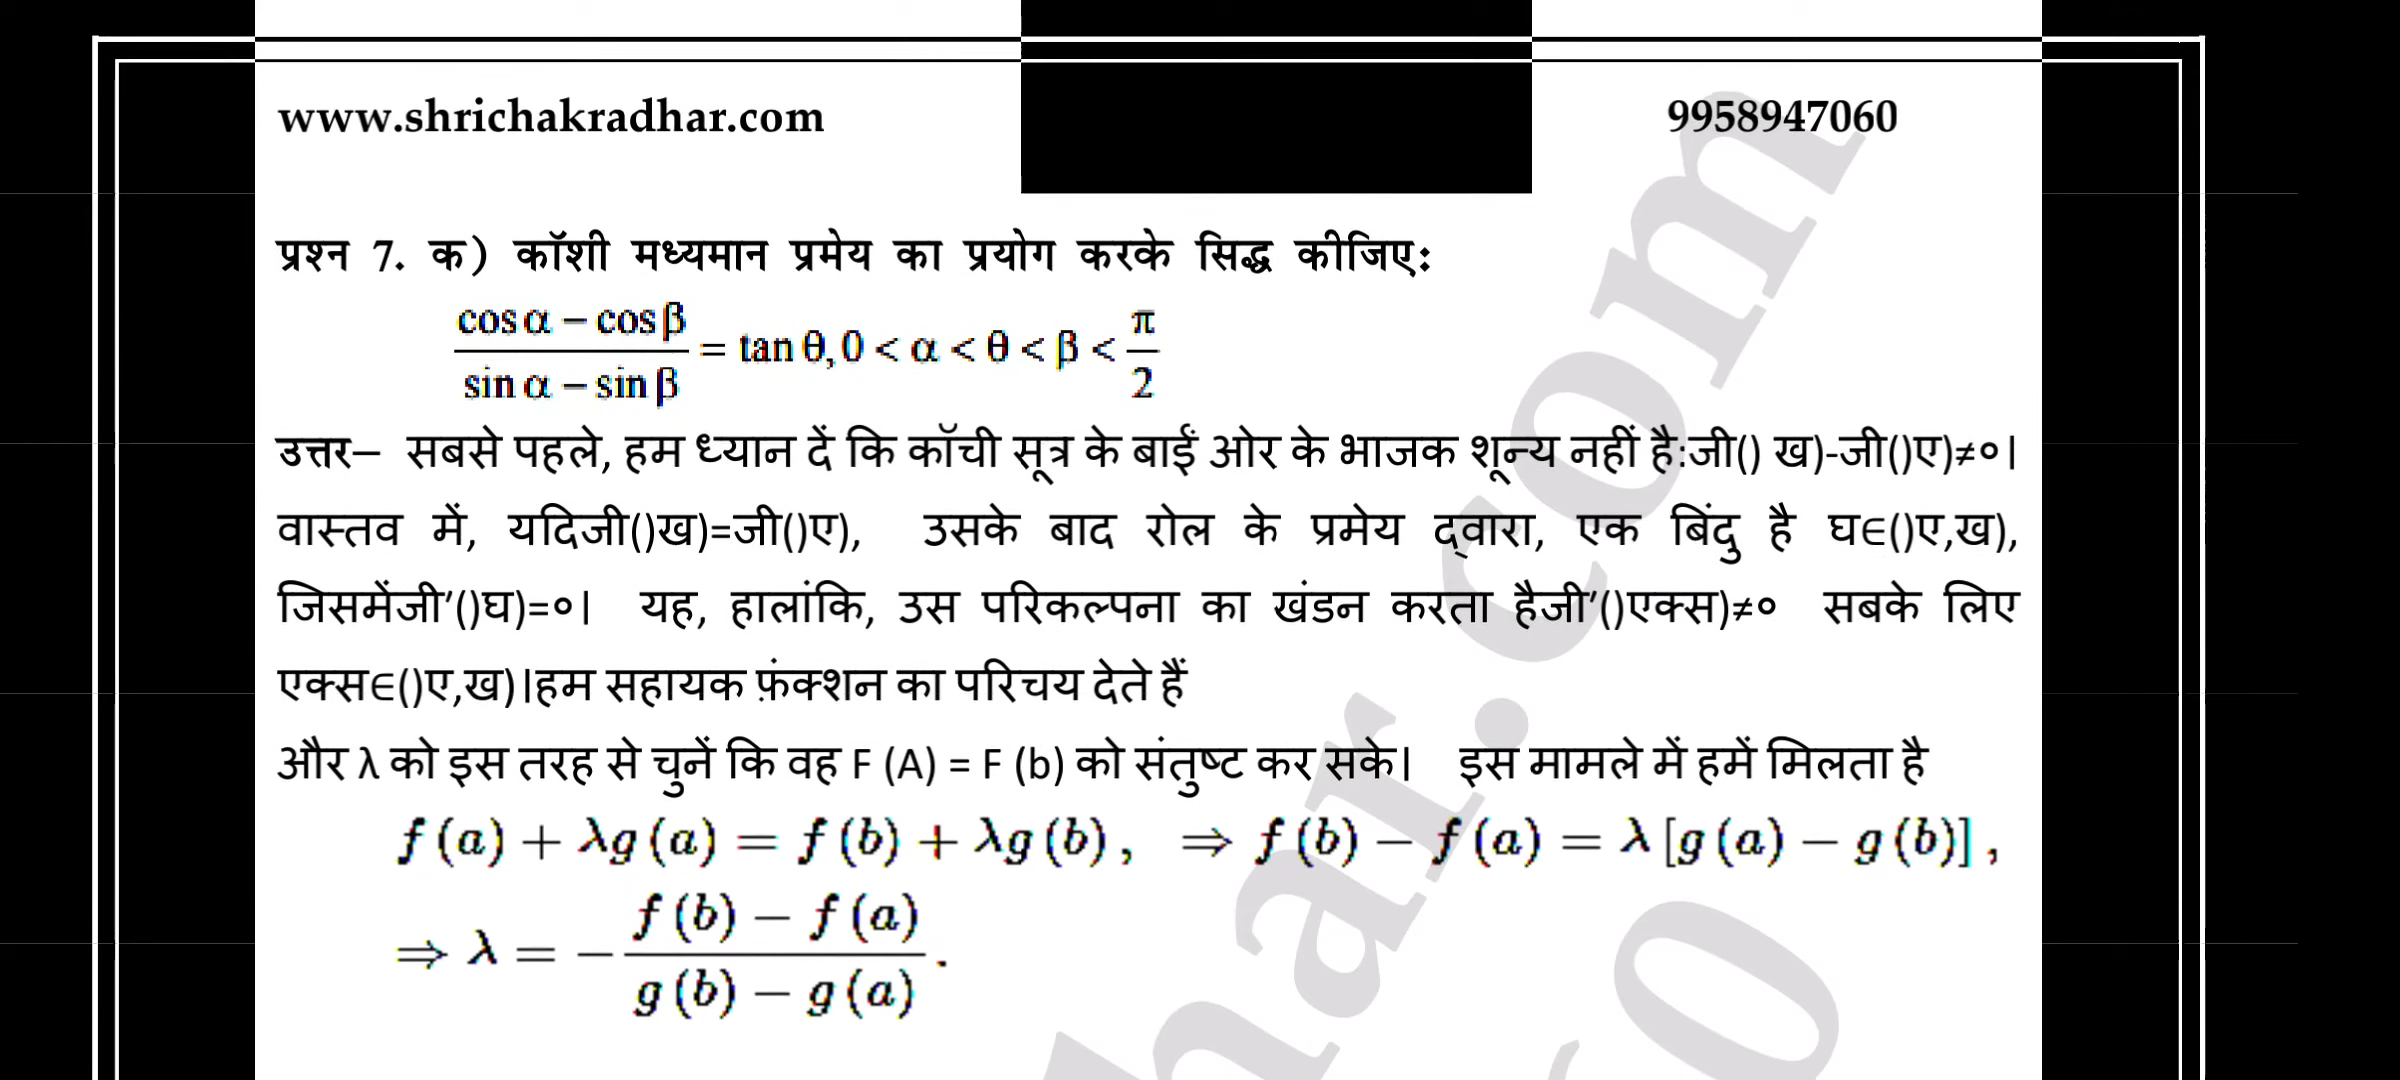 www.shrichakradhar.com 9958947060
प्रश्न 7. क) कॉशी मध्यमान प्रमेय का प्रयोग करके सिद्ध कीजिए:
(cos α − cos β)/(sin α − sin β) = tan θ, 0 < α < θ < β < π/2
उत्तर– सबसे पहले, हम ध्यान दें कि कॉची सूत्र के बाईं ओर के भाजक शून्य नहीं है:जी() ख)-जी()ए)≠०।
वास्तव में, यदिजी()ख)=जी()ए), उसके बाद रोल के प्रमेय द्वारा, एक बिंदु है घ∈()ए,ख),
जिसमेंजी′()घ)=०। यह, हालांकि, उस परिकल्पना का खंडन करता हैजी′()एक्स)≠० सबके लिए
एक्स∈()ए,ख)।हम सहायक फ़ंक्शन का परिचय देते हैं
और λ को इस तरह से चुनें कि वह F (A) = F (b) को संतुष्ट कर सके। इस मामले में हमें मिलता है
f (a) + λg (a) = f (b) + λg (b) , ⇒ f (b) − f (a) = λ [g (a) − g (b)] ,
⇒ λ = − (f (b) − f (a))/(g (b) − g (a)) .